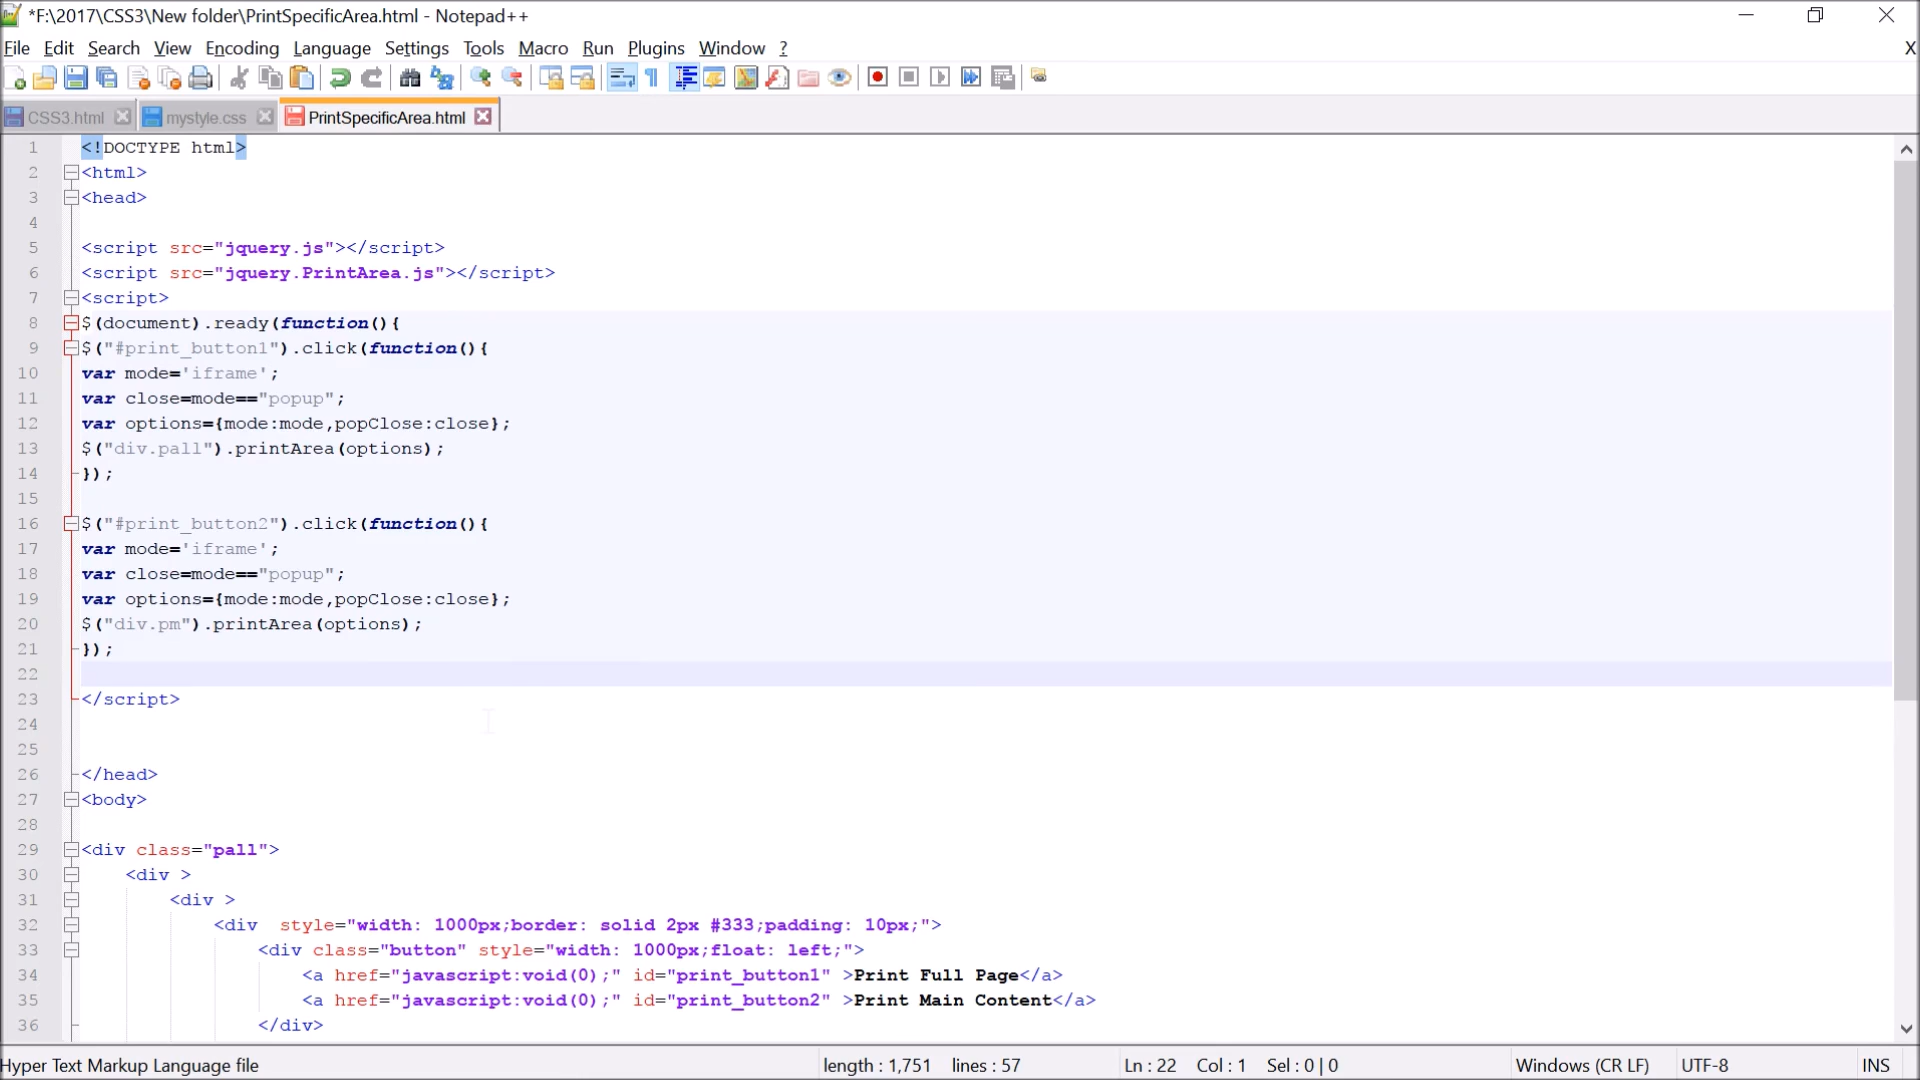 *F:\2017\CSS3\New folder\PrintSpecificArea.html - Notepad++
File Edit Search View Encoding Language Settings Tools Macro Run Plugins Window ? X
CSS3.html mystyle.css PrintSpecificArea.html
1 <!DOCTYPE html>
2 <html>
3 <head>
4
5 <script src="jquery.js"></script>
6 <script src="jquery.PrintArea.js"></script>
7 <script>
8 $(document).ready(function(){
9 $("#print_button1").click(function(){
10 var mode='iframe';
11 var close=mode=="popup";
12 var options={mode:mode,popClose:close};
13 $("div.pall").printArea(options);
14 });
15
16 $("#print_button2").click(function(){
17 var mode='iframe';
18 var close=mode=="popup";
19 var options={mode:mode,popClose:close};
20 $("div.pm").printArea(options);
21 });
22
23 </script>
24
25
26 </head>
27 <body>
28
29 <div class="pall">
30 <div >
31 <div >
32 <div  style="width: 1000px;border: solid 2px #333;padding: 10px;">
33 <div class="button" style="width: 1000px;float: left;">
34 <a href="javascript:void(0);" id="print_button1" >Print Full Page</a>
35 <a href="javascript:void(0);" id="print_button2" >Print Main Content</a>
36 </div>
Hyper Text Markup Language file length : 1,751 lines : 57 Ln : 22 Col : 1 Sel : 0 | 0 Windows (CR LF) UTF-8 INS